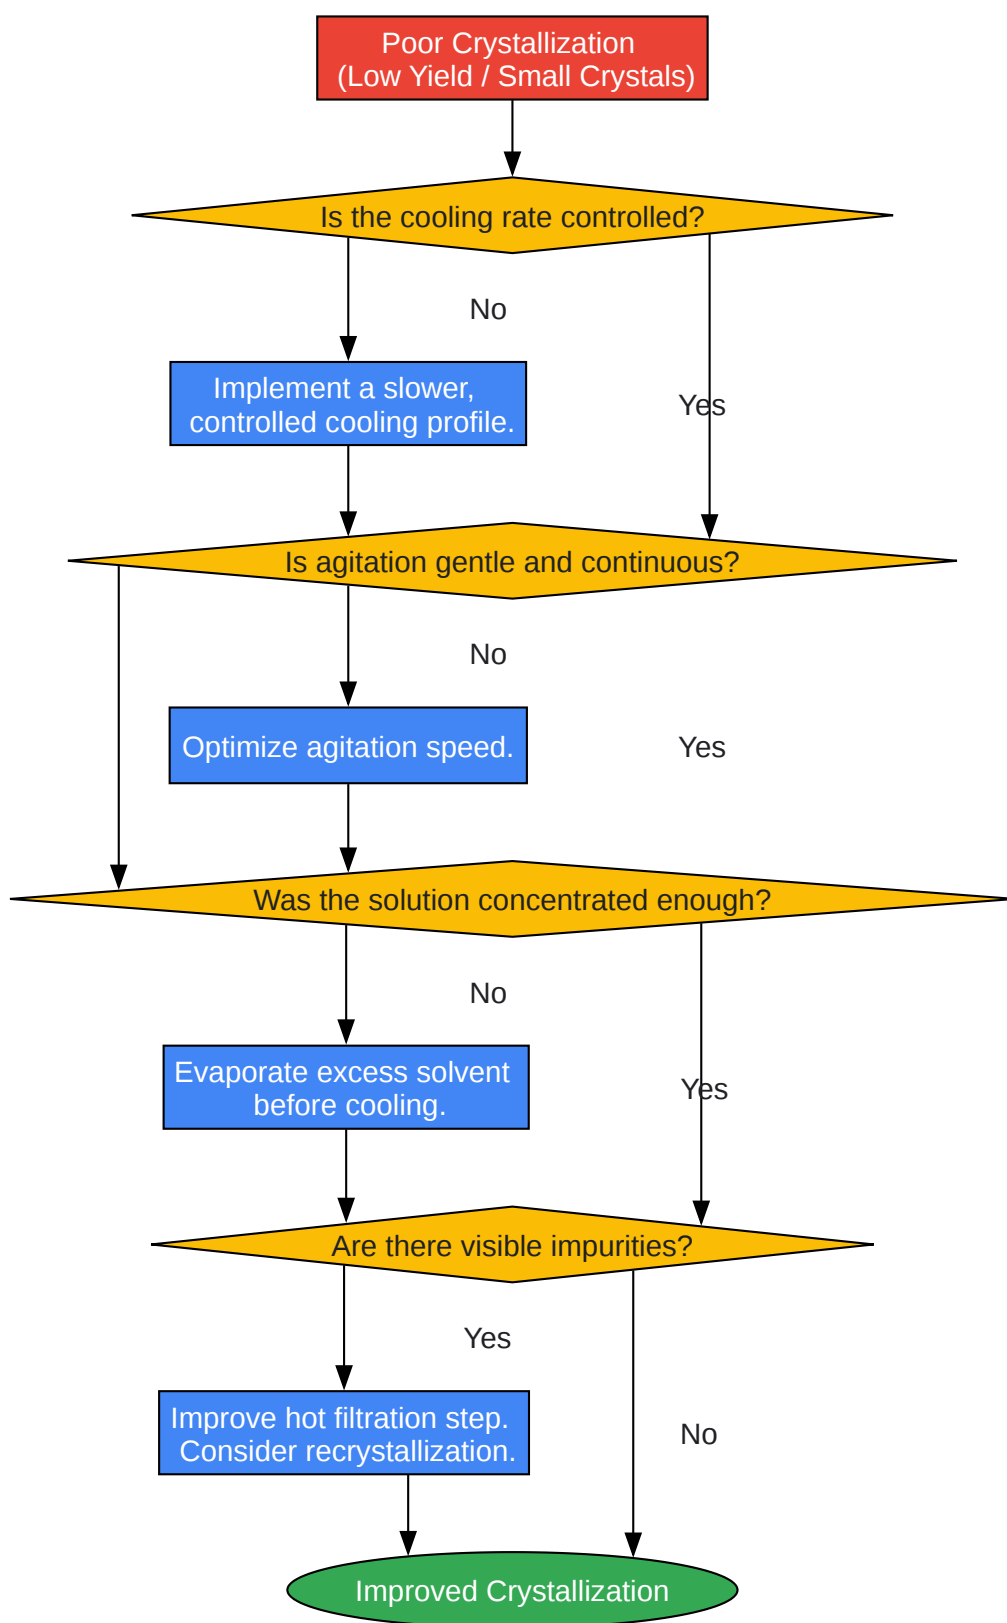 Poor Crystallization
(Low Yield / Small Crystals)
Is the cooling rate controlled?
No
Implement a slower,
controlled cooling profile.
Yes
Is agitation gentle and continuous?
No
Optimize agitation speed.
Yes
Was the solution concentrated enough?
No
Evaporate excess solvent
before cooling.
Yes
Are there visible impurities?
Yes
Improve hot filtration step.
Consider recrystallization.
No
Improved Crystallization